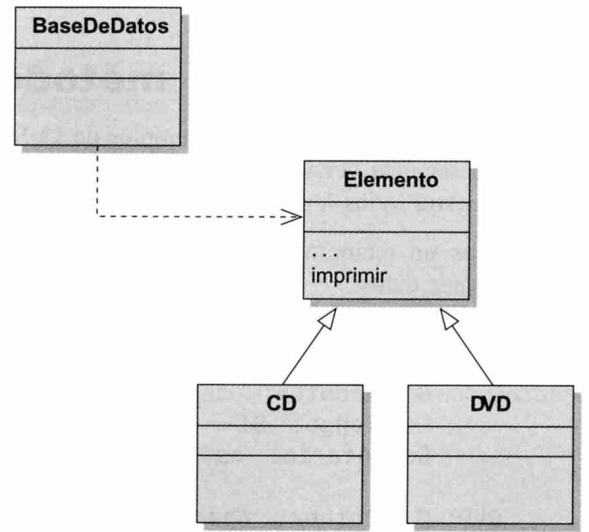 BaseDeDatos
Elemento
...
imprimir
CD
DVD